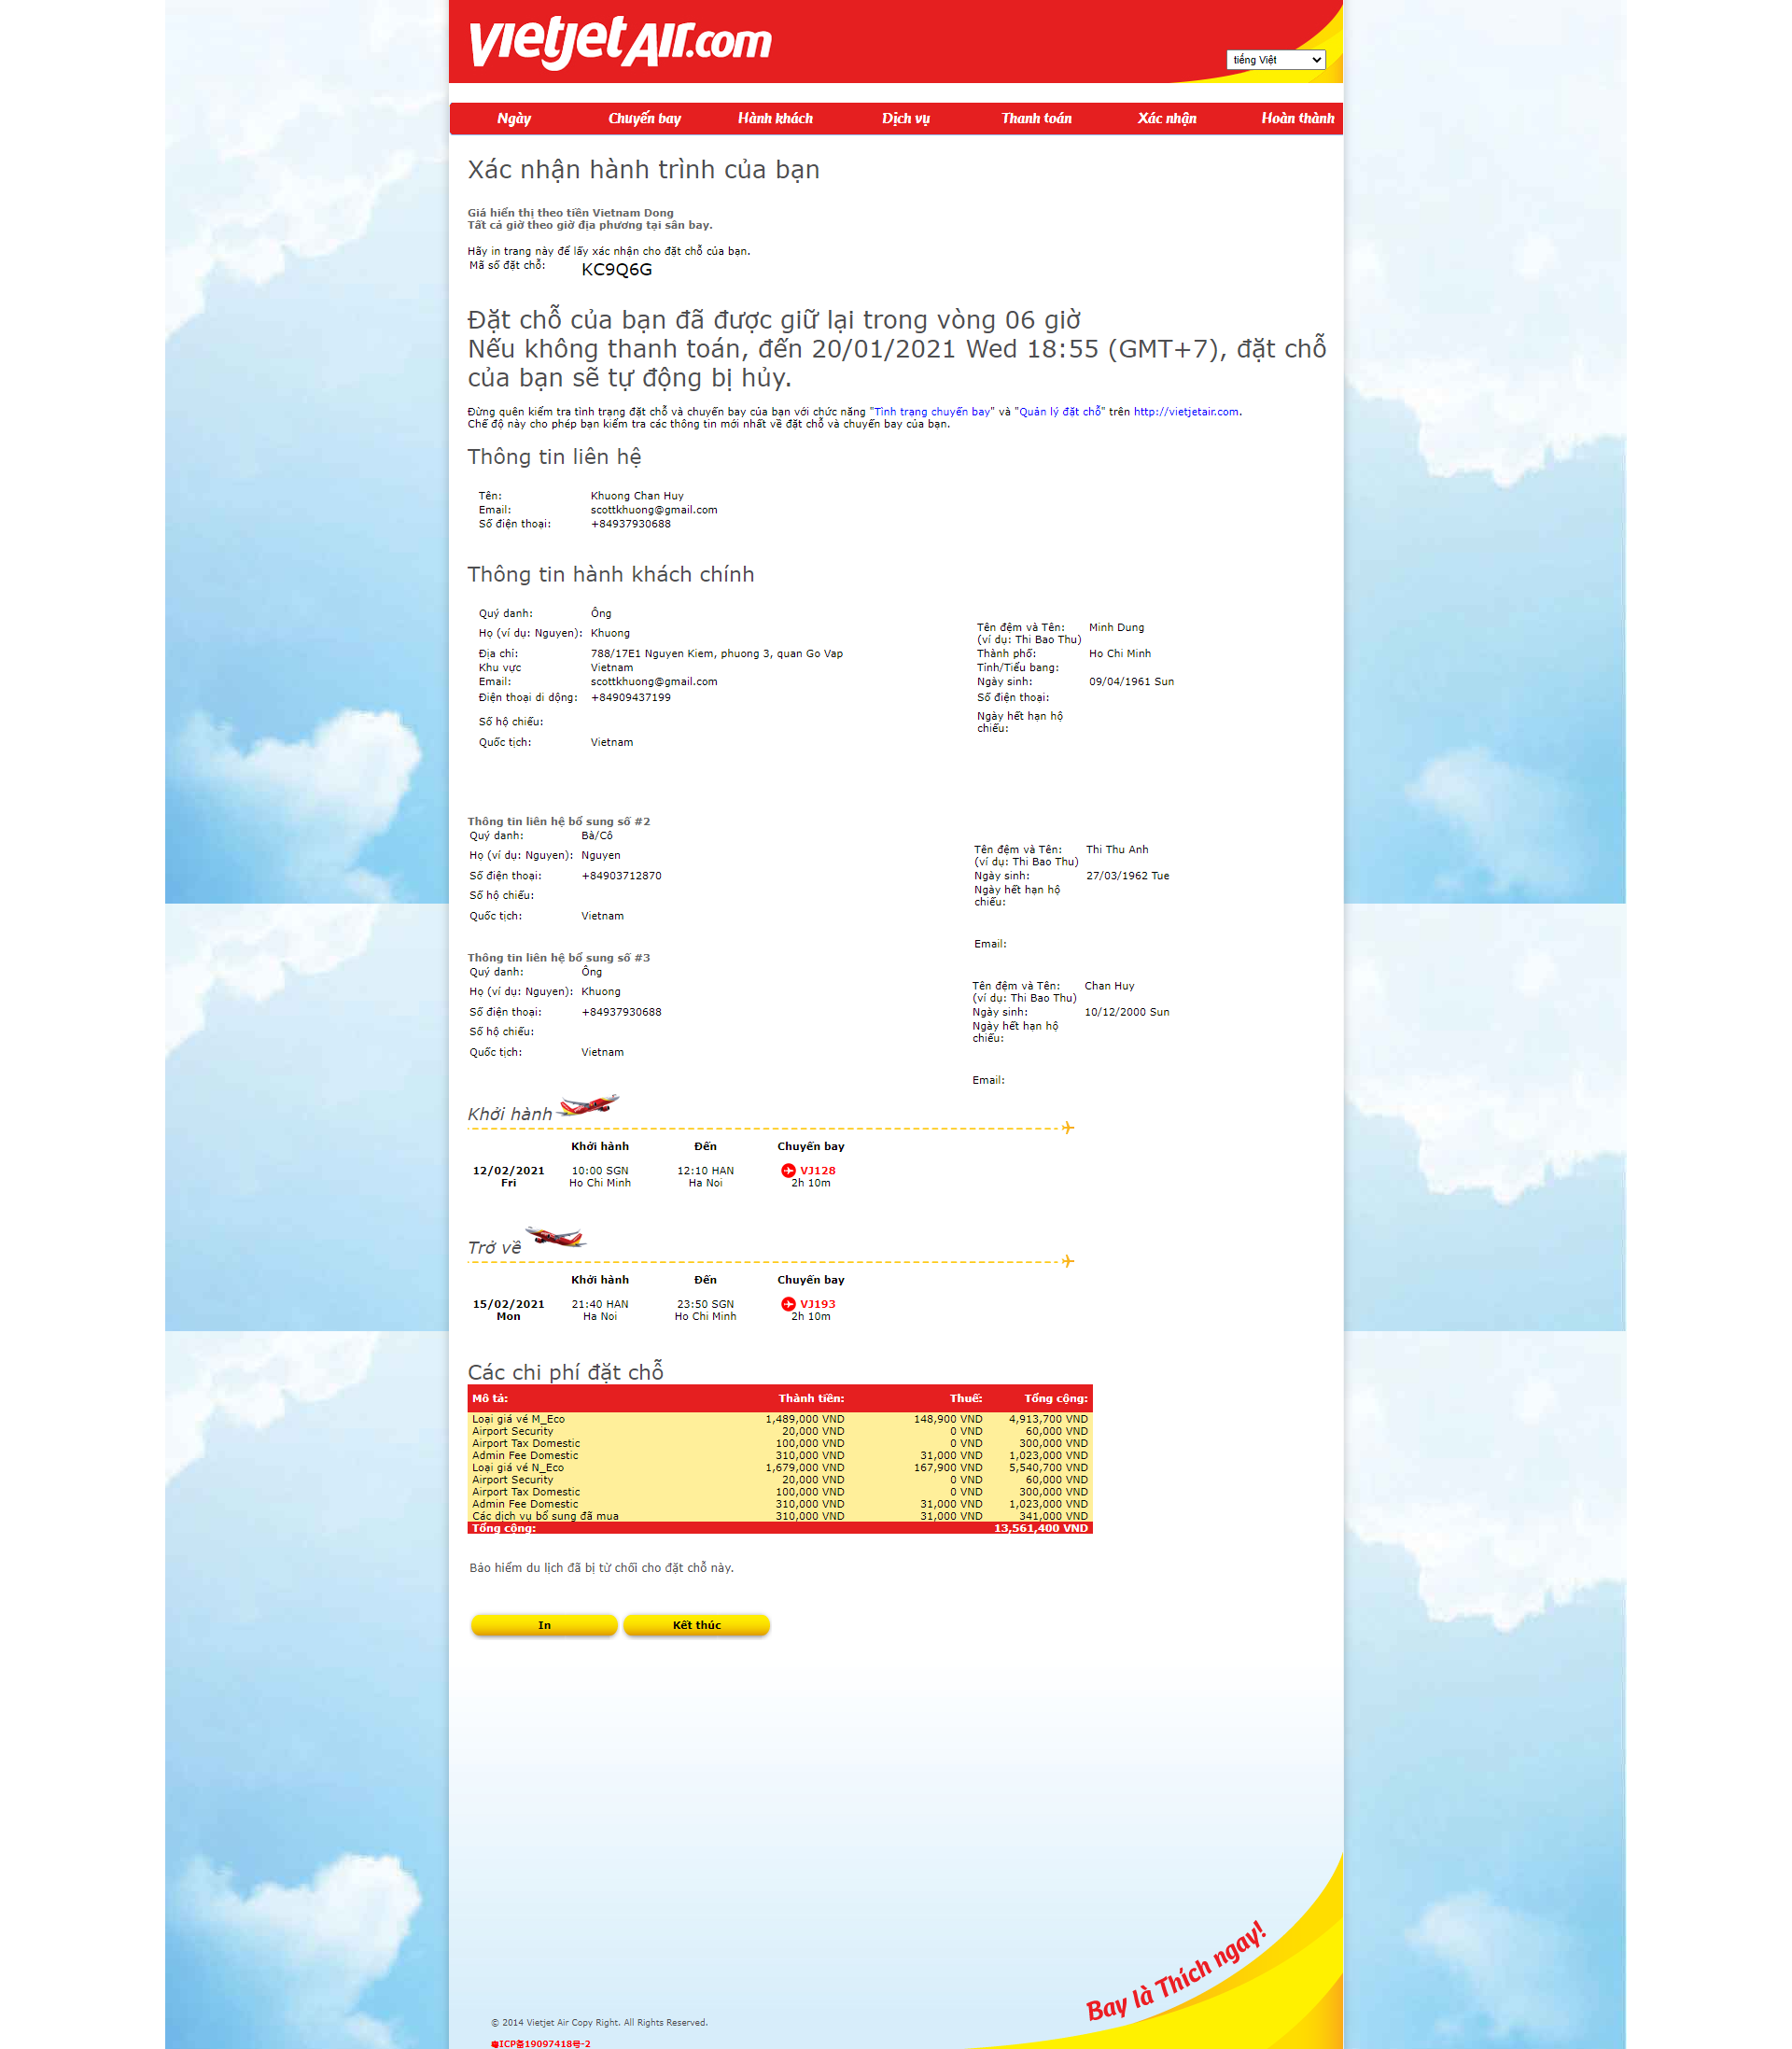 vietjetAir.com
tiếng Việt
Ngày Chuyến bay Hành khách Dịch vụ Thanh toán Xác nhận Hoàn thành
Xác nhận hành trình của bạn
Giá hiển thị theo tiền Vietnam Dong
Tất cả giờ theo giờ địa phương tại sân bay.
Hãy in trang này để lấy xác nhận cho đặt chỗ của bạn.
Mã số đặt chỗ: KC9Q6G
Đặt chỗ của bạn đã được giữ lại trong vòng 06 giờ
Nếu không thanh toán, đến 20/01/2021 Wed 18:55 (GMT+7), đặt chỗ
của bạn sẽ tự động bị hủy.
Đừng quên kiểm tra tình trạng đặt chỗ và chuyến bay của bạn với chức năng "Tình trạng chuyến bay" và "Quản lý đặt chỗ" trên http://vietjetair.com.
Chế độ này cho phép bạn kiểm tra các thông tin mới nhất về đặt chỗ và chuyến bay của bạn.
Thông tin liên hệ
Tên: Khuong Chan Huy
Email: scottkhuong@gmail.com
Số điện thoại: +84937930688
Thông tin hành khách chính
Quý danh: Ông
Họ (ví dụ: Nguyen): Khuong Tên đệm và Tên: Minh Dung
(ví dụ: Thi Bao Thu)
Địa chỉ: 788/17E1 Nguyen Kiem, phuong 3, quan Go Vap Thành phố: Ho Chi Minh
Khu vực Vietnam Tỉnh/Tiểu bang:
Email: scottkhuong@gmail.com Ngày sinh: 09/04/1961 Sun
Điện thoại di động: +84909437199 Số điện thoại:
Số hộ chiếu: Ngày hết hạn hộ
chiếu:
Quốc tịch: Vietnam
Thông tin liên hệ bổ sung số #2
Quý danh: Bà/Cô
Họ (ví dụ: Nguyen): Nguyen Tên đệm và Tên: Thi Thu Anh
(ví dụ: Thi Bao Thu)
Số điện thoại: +84903712870 Ngày sinh: 27/03/1962 Tue
Số hộ chiếu: Ngày hết hạn hộ
chiếu:
Quốc tịch: Vietnam
Email:
Thông tin liên hệ bổ sung số #3
Quý danh: Ông
Họ (ví dụ: Nguyen): Khuong Tên đệm và Tên: Chan Huy
(ví dụ: Thi Bao Thu)
Số điện thoại: +84937930688 Ngày sinh: 10/12/2000 Sun
Số hộ chiếu: Ngày hết hạn hộ
chiếu:
Quốc tịch: Vietnam
Email:
Khởi hành
Khởi hành Đến Chuyến bay
12/02/2021 10:00 SGN 12:10 HAN VJ128
Fri Ho Chi Minh Ha Noi 2h 10m
Trở về
Khởi hành Đến Chuyến bay
15/02/2021 21:40 HAN 23:50 SGN VJ193
Mon Ha Noi Ho Chi Minh 2h 10m
Các chi phí đặt chỗ
Mô tả: Thành tiền: Thuế: Tổng cộng:
Loại giá vé M_Eco 1,489,000 VND 148,900 VND 4,913,700 VND
Airport Security 20,000 VND 0 VND 60,000 VND
Airport Tax Domestic 100,000 VND 0 VND 300,000 VND
Admin Fee Domestic 310,000 VND 31,000 VND 1,023,000 VND
Loại giá vé N_Eco 1,679,000 VND 167,900 VND 5,540,700 VND
Airport Security 20,000 VND 0 VND 60,000 VND
Airport Tax Domestic 100,000 VND 0 VND 300,000 VND
Admin Fee Domestic 310,000 VND 31,000 VND 1,023,000 VND
Các dịch vụ bổ sung đã mua 310,000 VND 31,000 VND 341,000 VND
Tổng cộng: 13,561,400 VND
Bảo hiểm du lịch đã bị từ chối cho đặt chỗ này.
In Kết thúc
Bay là Thích ngay!
© 2014 Vietjet Air Copy Right. All Rights Reserved.
粤ICP备19097418号-2